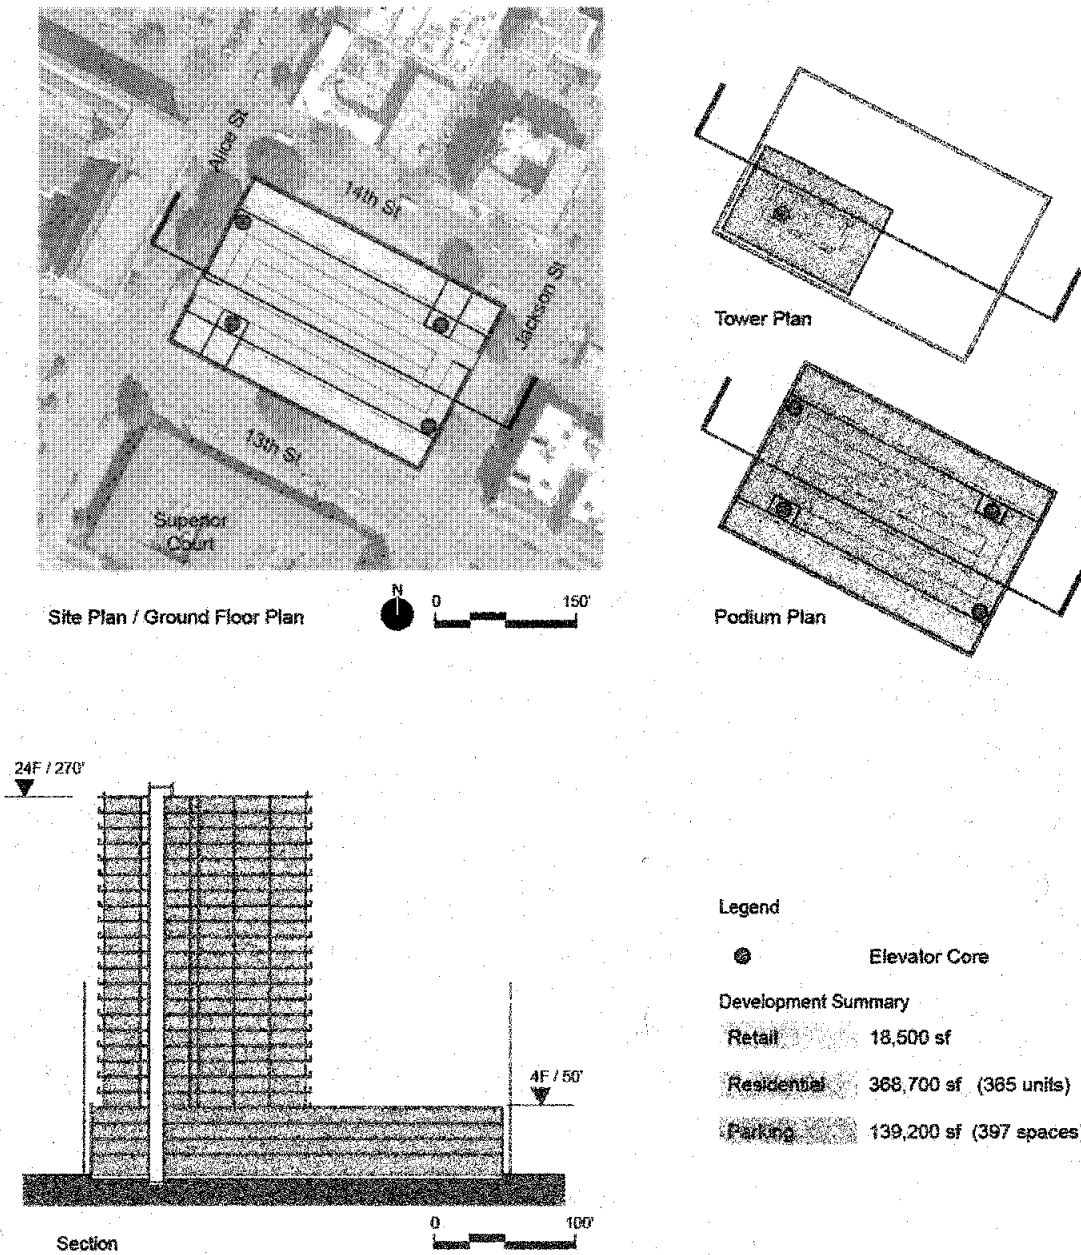 Alice St
14th St
Jackson St
13th St
Superior
Court
Site Plan / Ground Floor Plan
N
0 150'
Tower Plan
Podium Plan
24F / 270'
4F / 50'
Section
0 100'
Legend
Elevator Core
Development Summary
Retail 18,500 sf
Residential 368,700 sf (365 units)
Parking 139,200 sf (397 spaces)